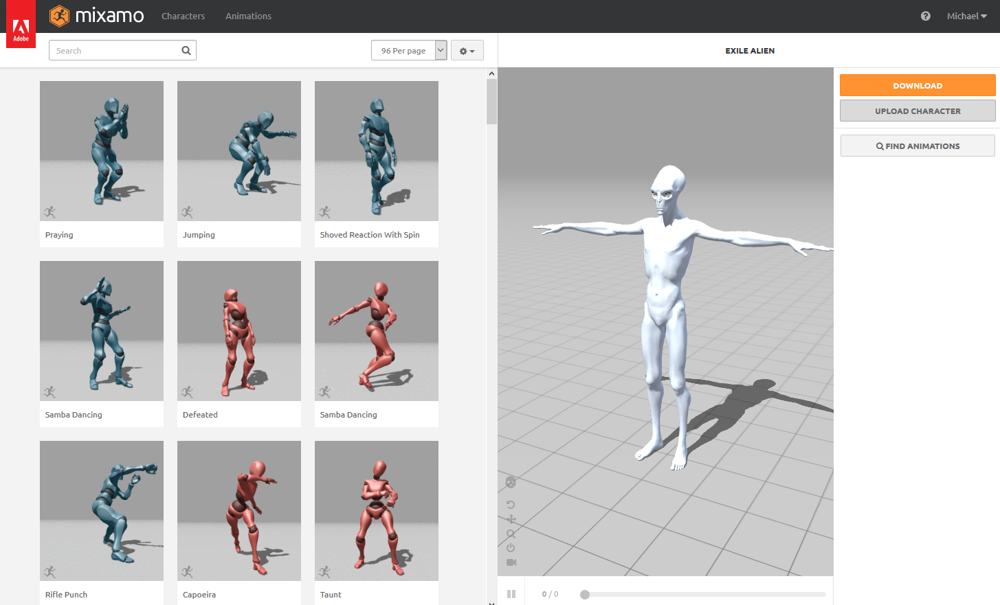 Adobe
mixamo
Characters
Animations
Michael
Search
96 Per page
EXILE ALIEN
DOWNLOAD
UPLOAD CHARACTER
FIND ANIMATIONS
Praying
Jumping
Shoved Reaction With Spin
Samba Dancing
Defeated
Samba Dancing
Rifle Punch
Capoeira
Taunt
0 / 0